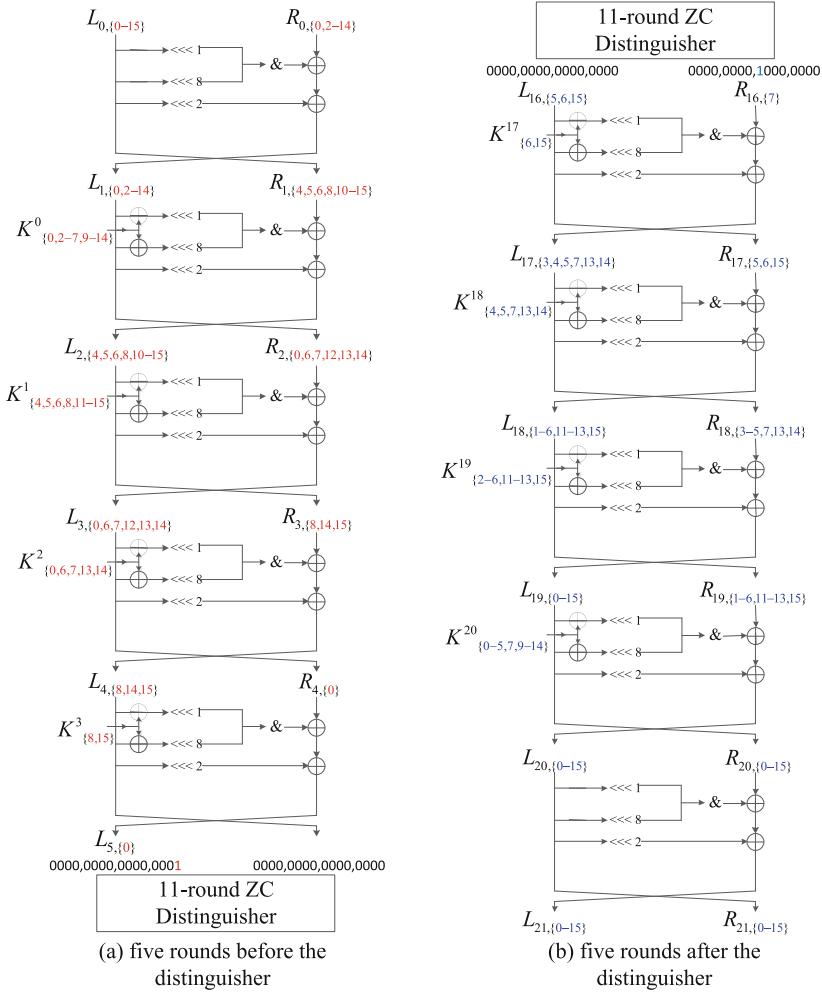 L0,{0–15} R0,{0,2–14}
<<< 1
&
<<< 8
<<< 2
L1,{0,2–14} R1,{4,5,6,8,10–15}
K^0{0,2–7,9–14}
<<< 1
&
<<< 8
<<< 2
L2,{4,5,6,8,10–15} R2,{0,6,7,12,13,14}
K^1{4,5,6,8,11–15}
<<< 1
&
<<< 8
<<< 2
L3,{0,6,7,12,13,14} R3,{8,14,15}
K^2{0,6,7,13,14}
<<< 1
&
<<< 8
<<< 2
L4,{8,14,15} R4,{0}
K^3{8,15}
<<< 1
&
<<< 8
<<< 2
L5,{0}
0000,0000,0000,0001 0000,0000,0000,0000
11-round ZC
Distinguisher
(a) five rounds before the
distinguisher
11-round ZC
Distinguisher
0000,0000,0000,0000 0000,0000,1000,0000
L16,{5,6,15} R16,{7}
K^17{6,15}
<<< 1
&
<<< 8
<<< 2
L17,{3,4,5,7,13,14} R17,{5,6,15}
K^18{4,5,7,13,14}
<<< 1
&
<<< 8
<<< 2
L18,{1–6,11–13,15} R18,{3–5,7,13,14}
K^19{2–6,11–13,15}
<<< 1
&
<<< 8
<<< 2
L19,{0–15} R19,{1–6,11–13,15}
K^20{0–5,7,9–14}
<<< 1
&
<<< 8
<<< 2
L20,{0–15} R20,{0–15}
<<< 1
&
<<< 8
<<< 2
L21,{0–15} R21,{0–15}
(b) five rounds after the
distinguisher